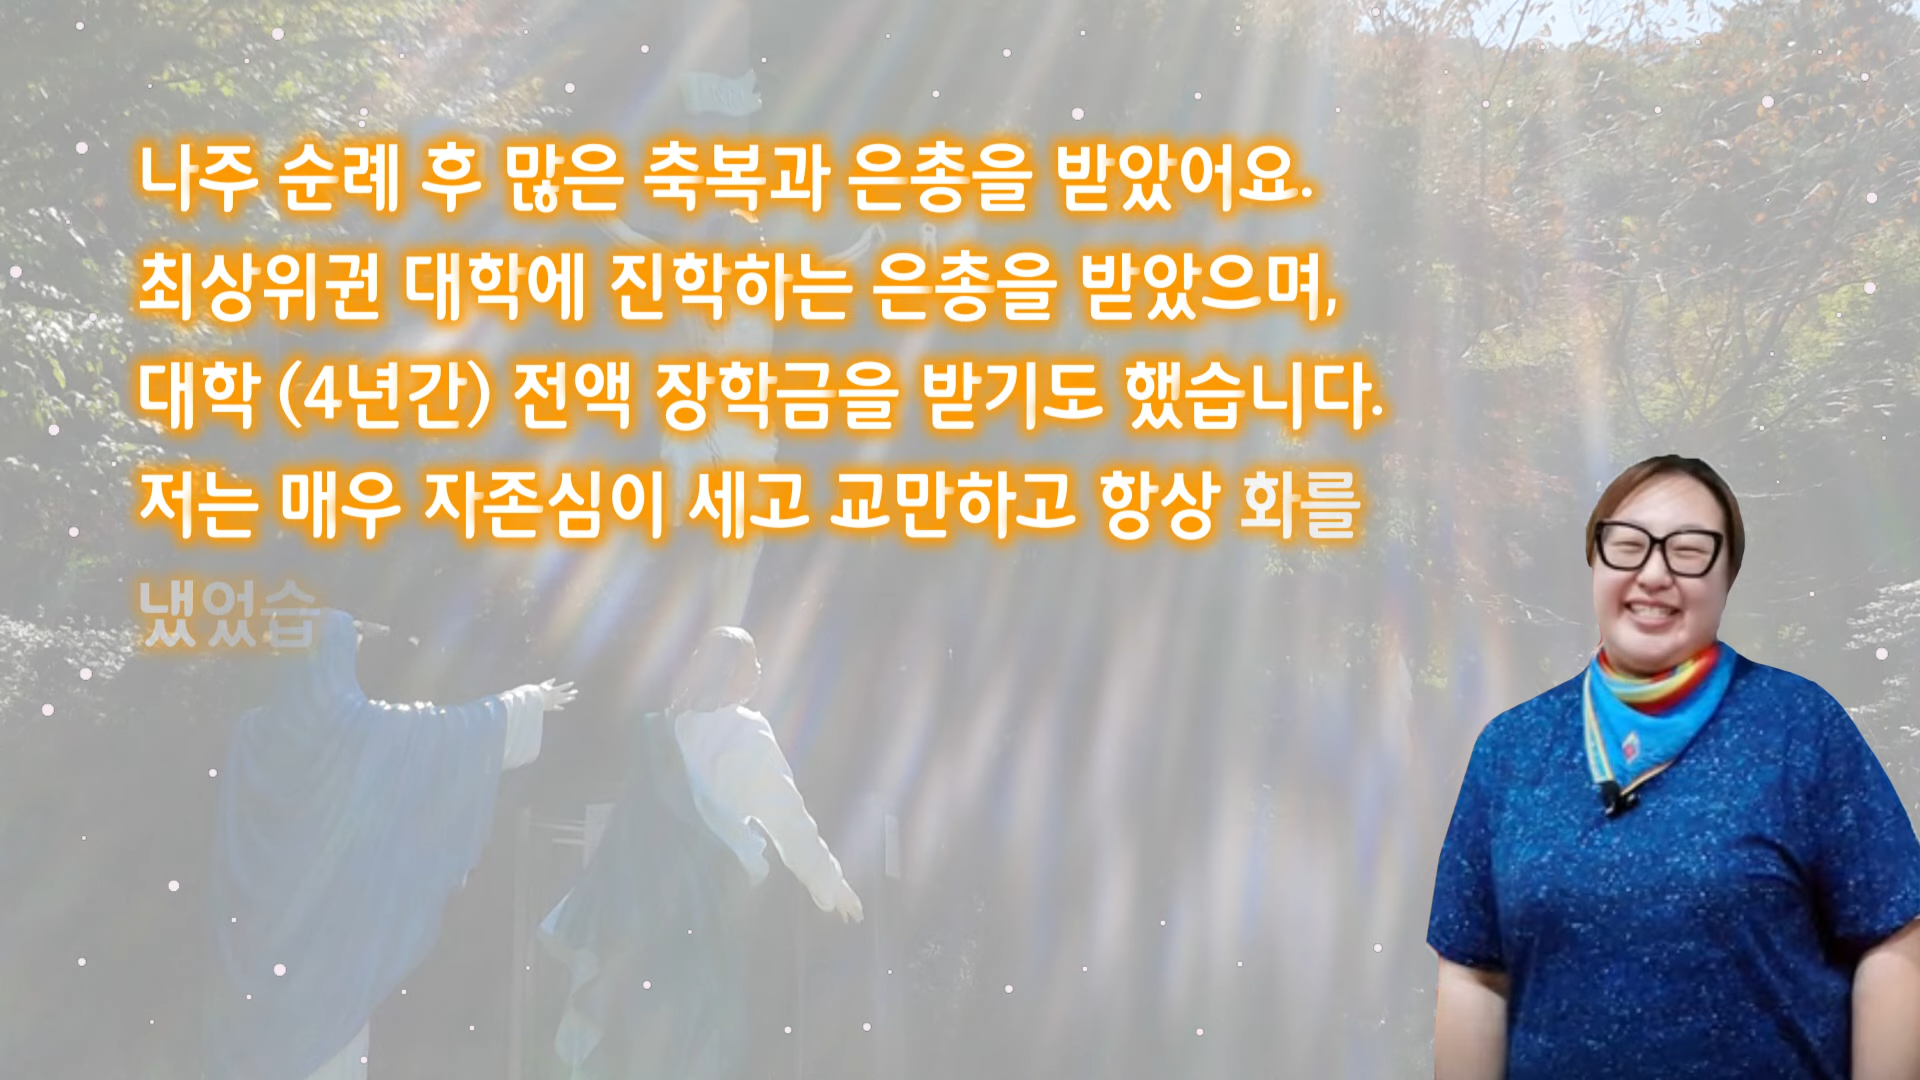 나주 순례 후 많은 축복과 은총을 받았어요.
최상위권 대학에 진학하는 은총을 받았으며,
대학 (4년간) 전액 장학금을 받기도 했습니다.
저는 매우 자존심이 세고 교만하고 항상 화를
냈었습